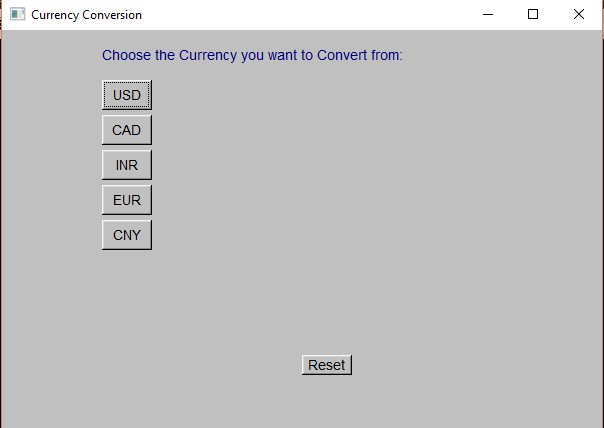 Currency Conversion
Choose the Currency you want to Convert from:
USD
CAD
INR
EUR
CNY
Reset